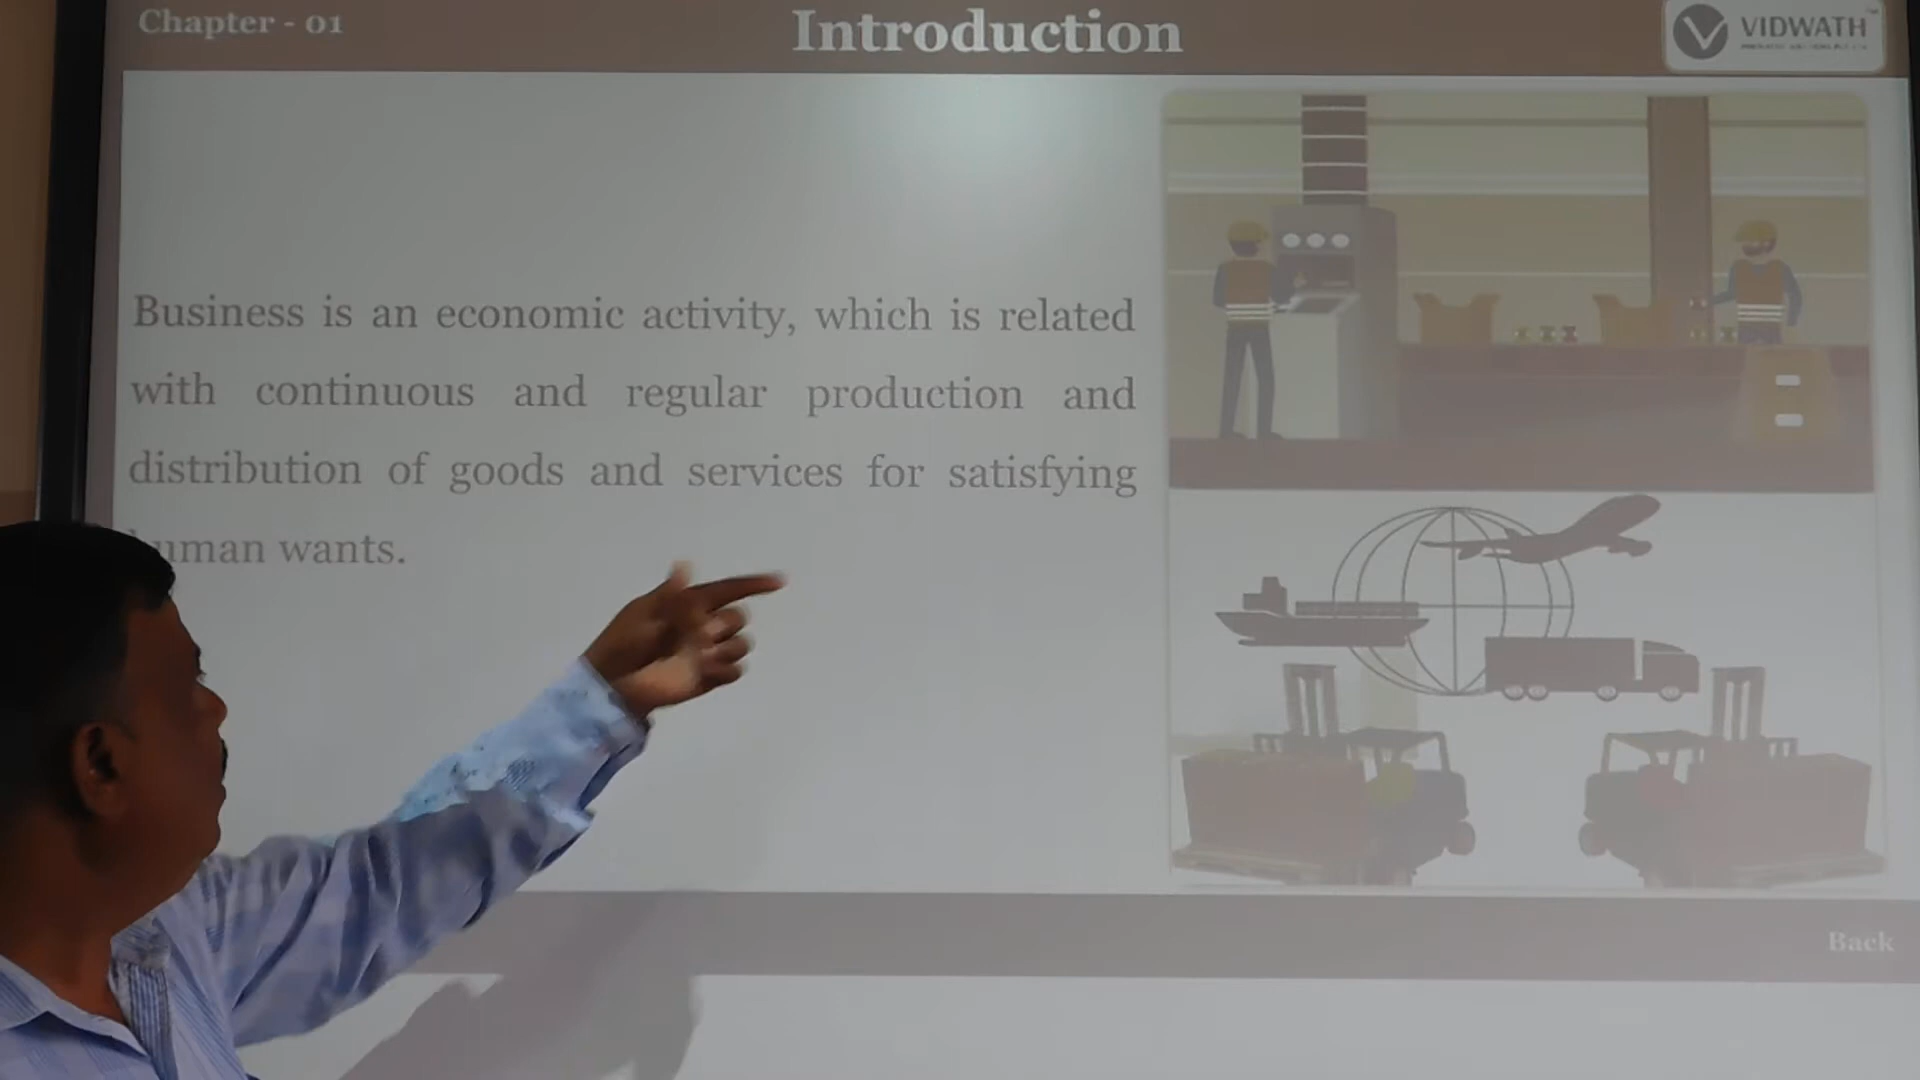 Chapter - 01
Introduction
VIDWATH
Business is an economic activity, which is related
with continuous and regular production and
distribution of goods and services for satisfying
human wants.
Back